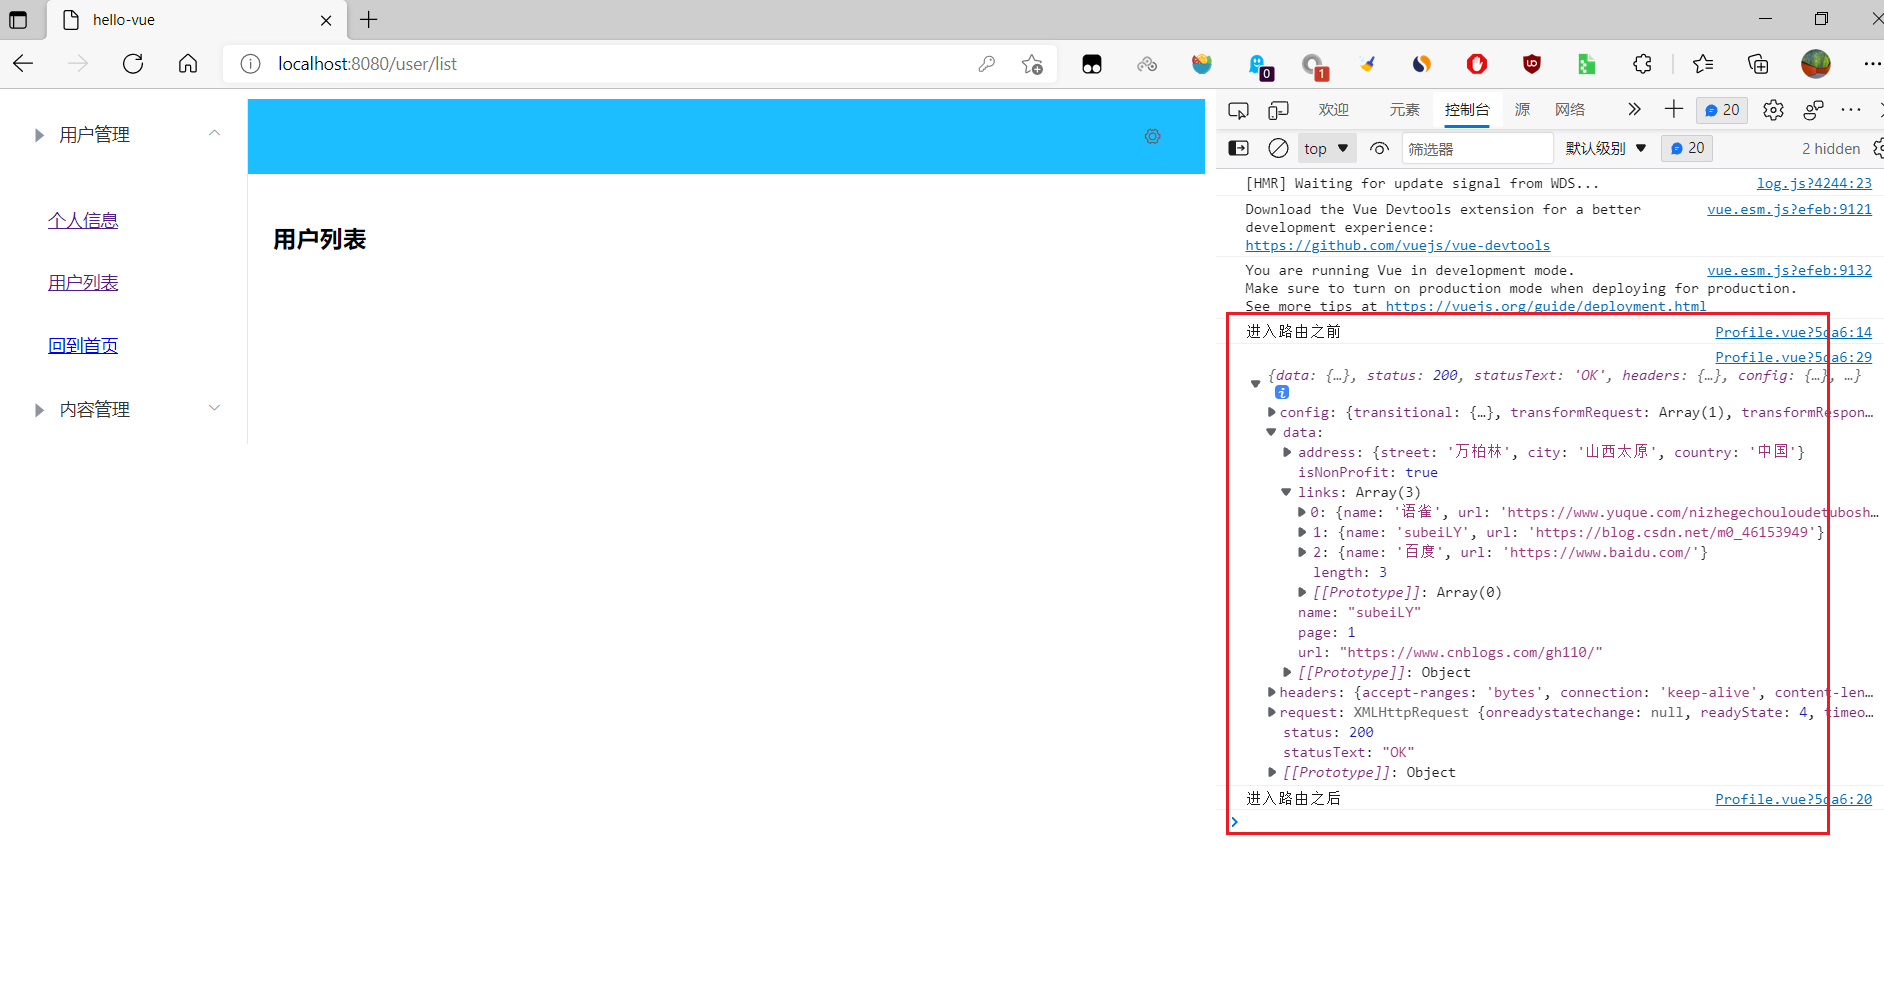 hello-vue
localhost:8080/user/list
0
1
用户管理
个人信息
用户列表
回到首页
内容管理
用户列表
欢迎
元素
控制台
源
网络
20
top
筛选器
默认级别
20
2 hidden
[HMR] Waiting for update signal from WDS... log.js?4244:23
Download the Vue Devtools extension for a better vue.esm.js?efeb:9121
development experience:
https://github.com/vuejs/vue-devtools
You are running Vue in development mode. vue.esm.js?efeb:9132
Make sure to turn on production mode when deploying for production.
See more tips at https://vuejs.org/guide/deployment.html
进入路由之前 Profile.vue?5ca6:14
Profile.vue?5ca6:29
{data: {…}, status: 200, statusText: 'OK', headers: {…}, config: {…}, …}
i
config: {transitional: {…}, transformRequest: Array(1), transformRespon…
data:
address: {street: '万柏林', city: '山西太原', country: '中国'}
isNonProfit: true
links: Array(3)
0: {name: '语雀', url: 'https://www.yuque.com/nizhegechouloudetubosh…
1: {name: 'subeiLY', url: 'https://blog.csdn.net/m0_46153949'}
2: {name: '百度', url: 'https://www.baidu.com/'}
length: 3
[[Prototype]]: Array(0)
name: "subeiLY"
page: 1
url: "https://www.cnblogs.com/gh110/"
[[Prototype]]: Object
headers: {accept-ranges: 'bytes', connection: 'keep-alive', content-len…
request: XMLHttpRequest {onreadystatechange: null, readyState: 4, timeo…
status: 200
statusText: "OK"
[[Prototype]]: Object
进入路由之后 Profile.vue?5ca6:20